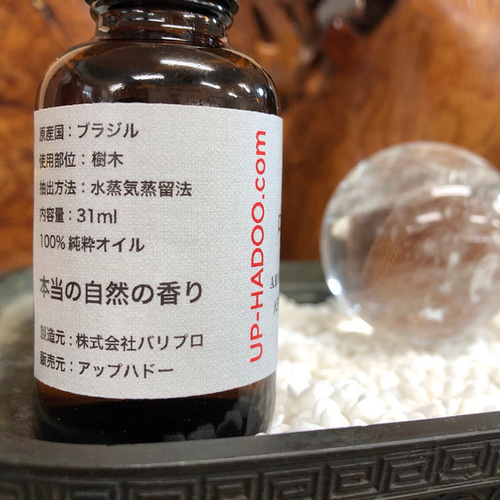 原産国：ブラジル
使用部位：樹木
抽出方法：水蒸気蒸留法
内容量：31ml
100%純粋オイル
本当の自然の香り
製造元：株式会社バリプロ
販売元：アップハドー
UP-HADOO.com